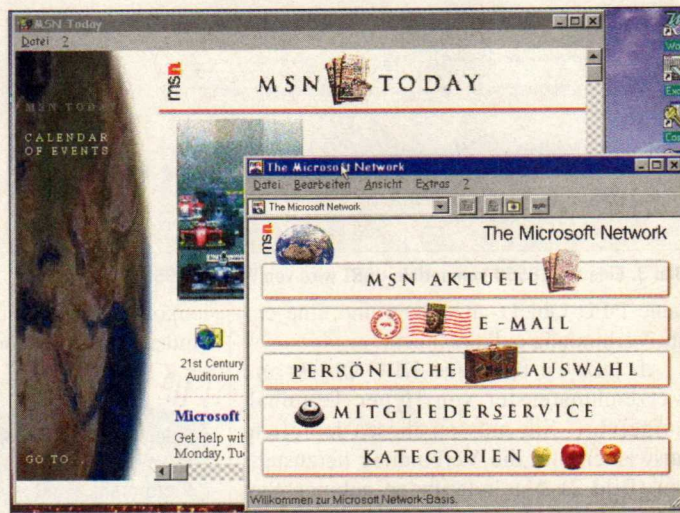 MSN Today
Datei ?
msn
MSN TODAY
MSN TODAY
CALENDAR
OF EVENTS
21st Century
Auditorium
Microsoft
Get help wit
Monday, Tu
GO TO...
The Microsoft Network
Datei Bearbeiten Ansicht Extras ?
The Microsoft Network
msn
The Microsoft Network
MSN AKTUELL
E-MAIL
PERSÖNLICHE AUSWAHL
MITGLIEDERSERVICE
KATEGORIEN
Willkommen zur Microsoft Network-Basis.